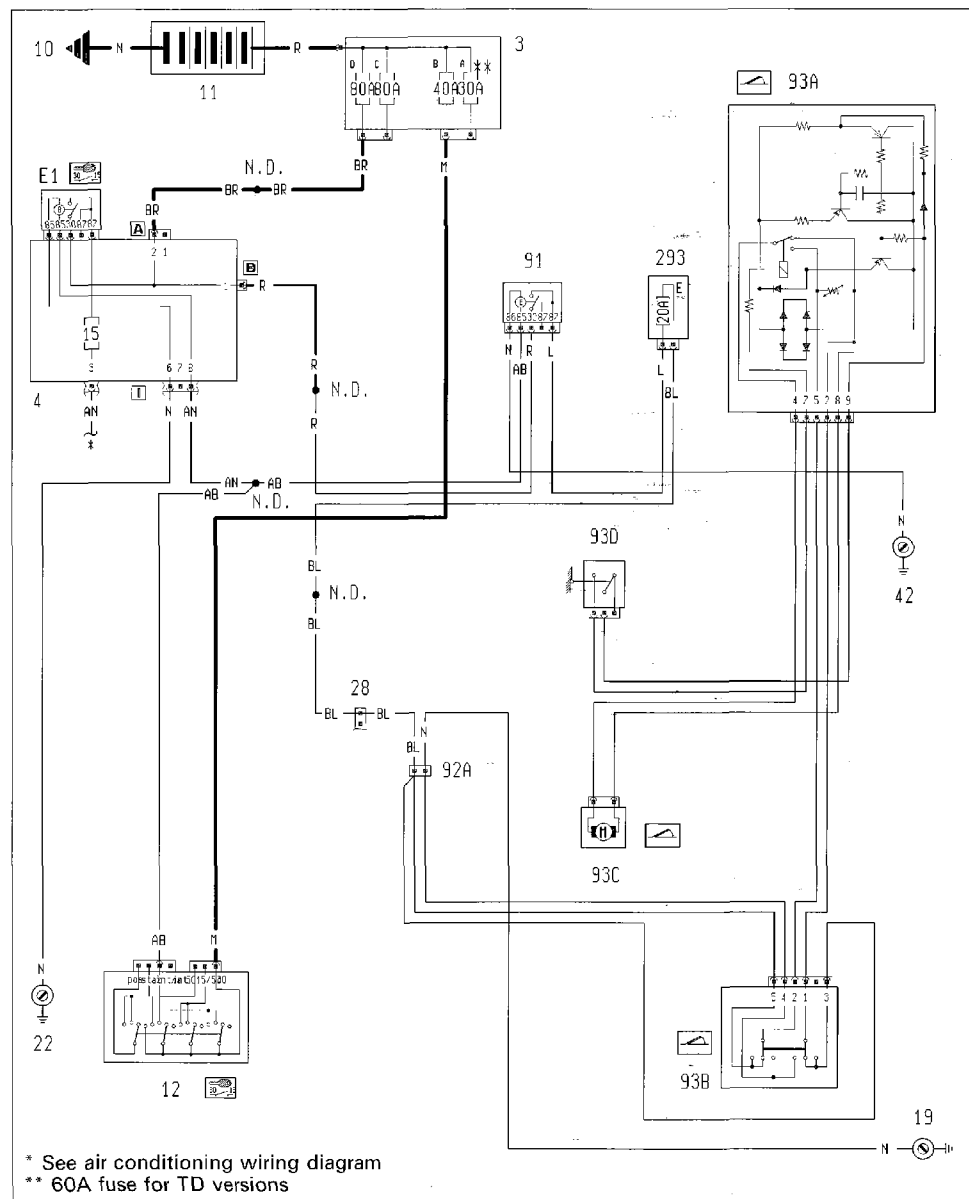 10
N
R
11
3
D
C
B
A
**
80A
80A
40A
30A
93A
N.D.
BR
BR
BR
BR
M
E1
30
15
A
2 1
B
R
91
293
E
20A
15
6 7 8
4
I
AN
N
AN
*
R
N.D.
R
N
AB
R
L
L
BL
4 7 5 2 8 9
AN
AB
AB
N.D.
N
42
93D
BL
N.D.
BL
28
BL
BL
BL
N
92A
M
93C
AB
M
N
22
12
5 4 2 1 3
93B
19
N
* See air conditioning wiring diagram
** 60A fuse for TD versions